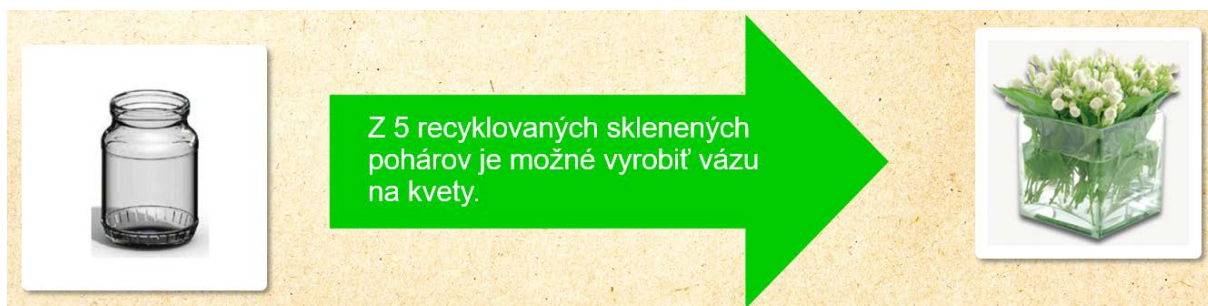 Z 5 recyklovaných sklenených
pohárov je možné vyrobiť vázu
na kvety.